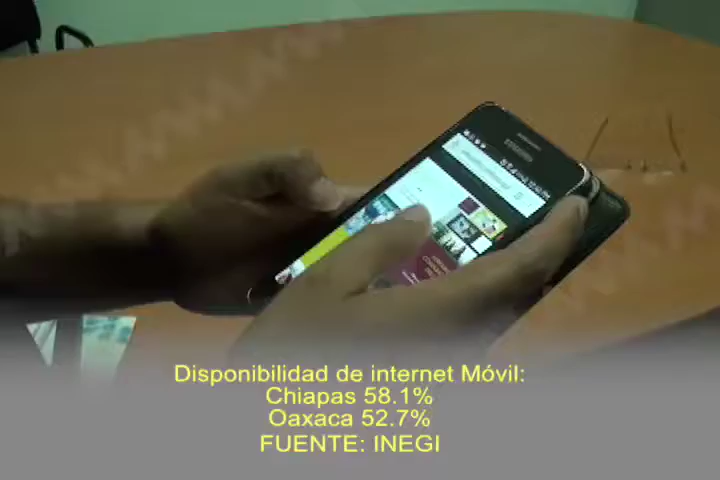 Disponibilidad de internet Móvil:
Chiapas 58.1%
Oaxaca 52.7%
FUENTE: INEGI